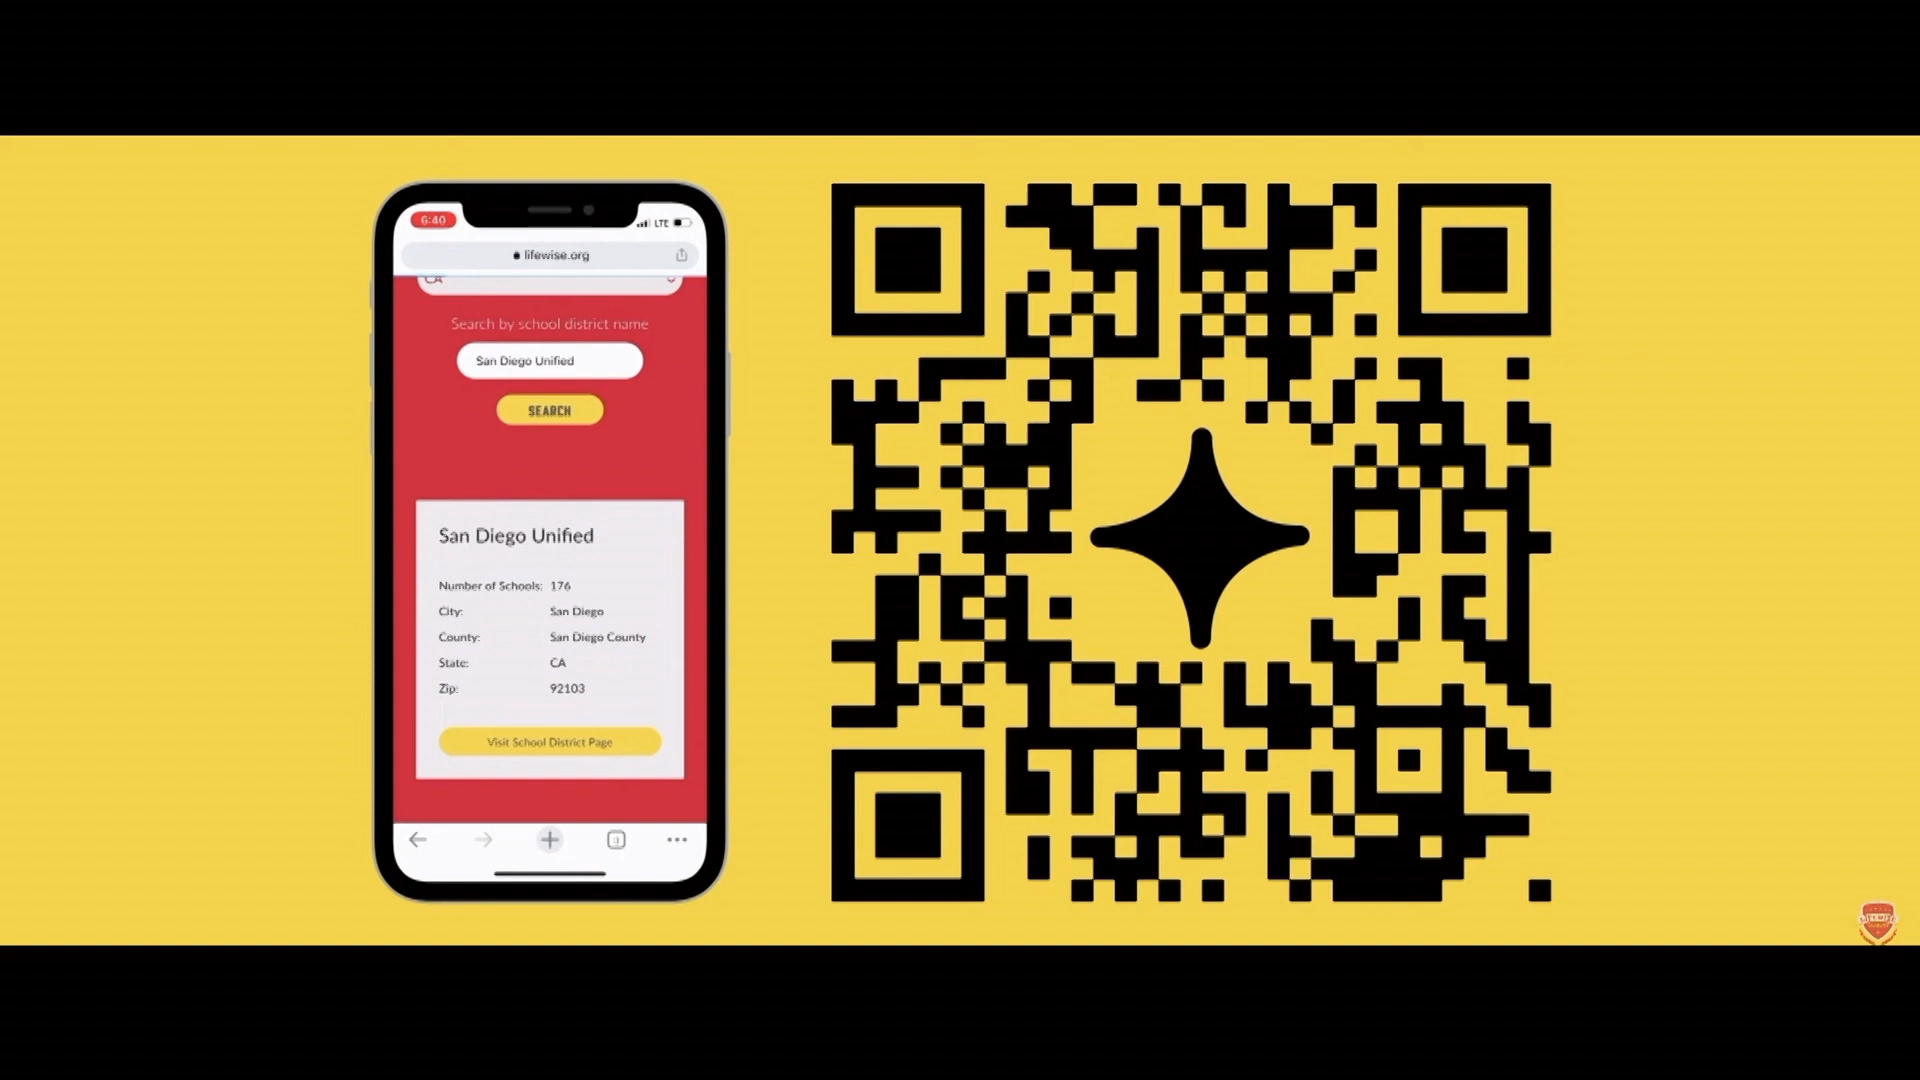 6:40
LTE
lifewise.org
CA
Search by school district name
San Diego Unified
SEARCH
San Diego Unified
Number of Schools: 176
City: San Diego
County: San Diego County
State: CA
Zip: 92103
Visit School District Page